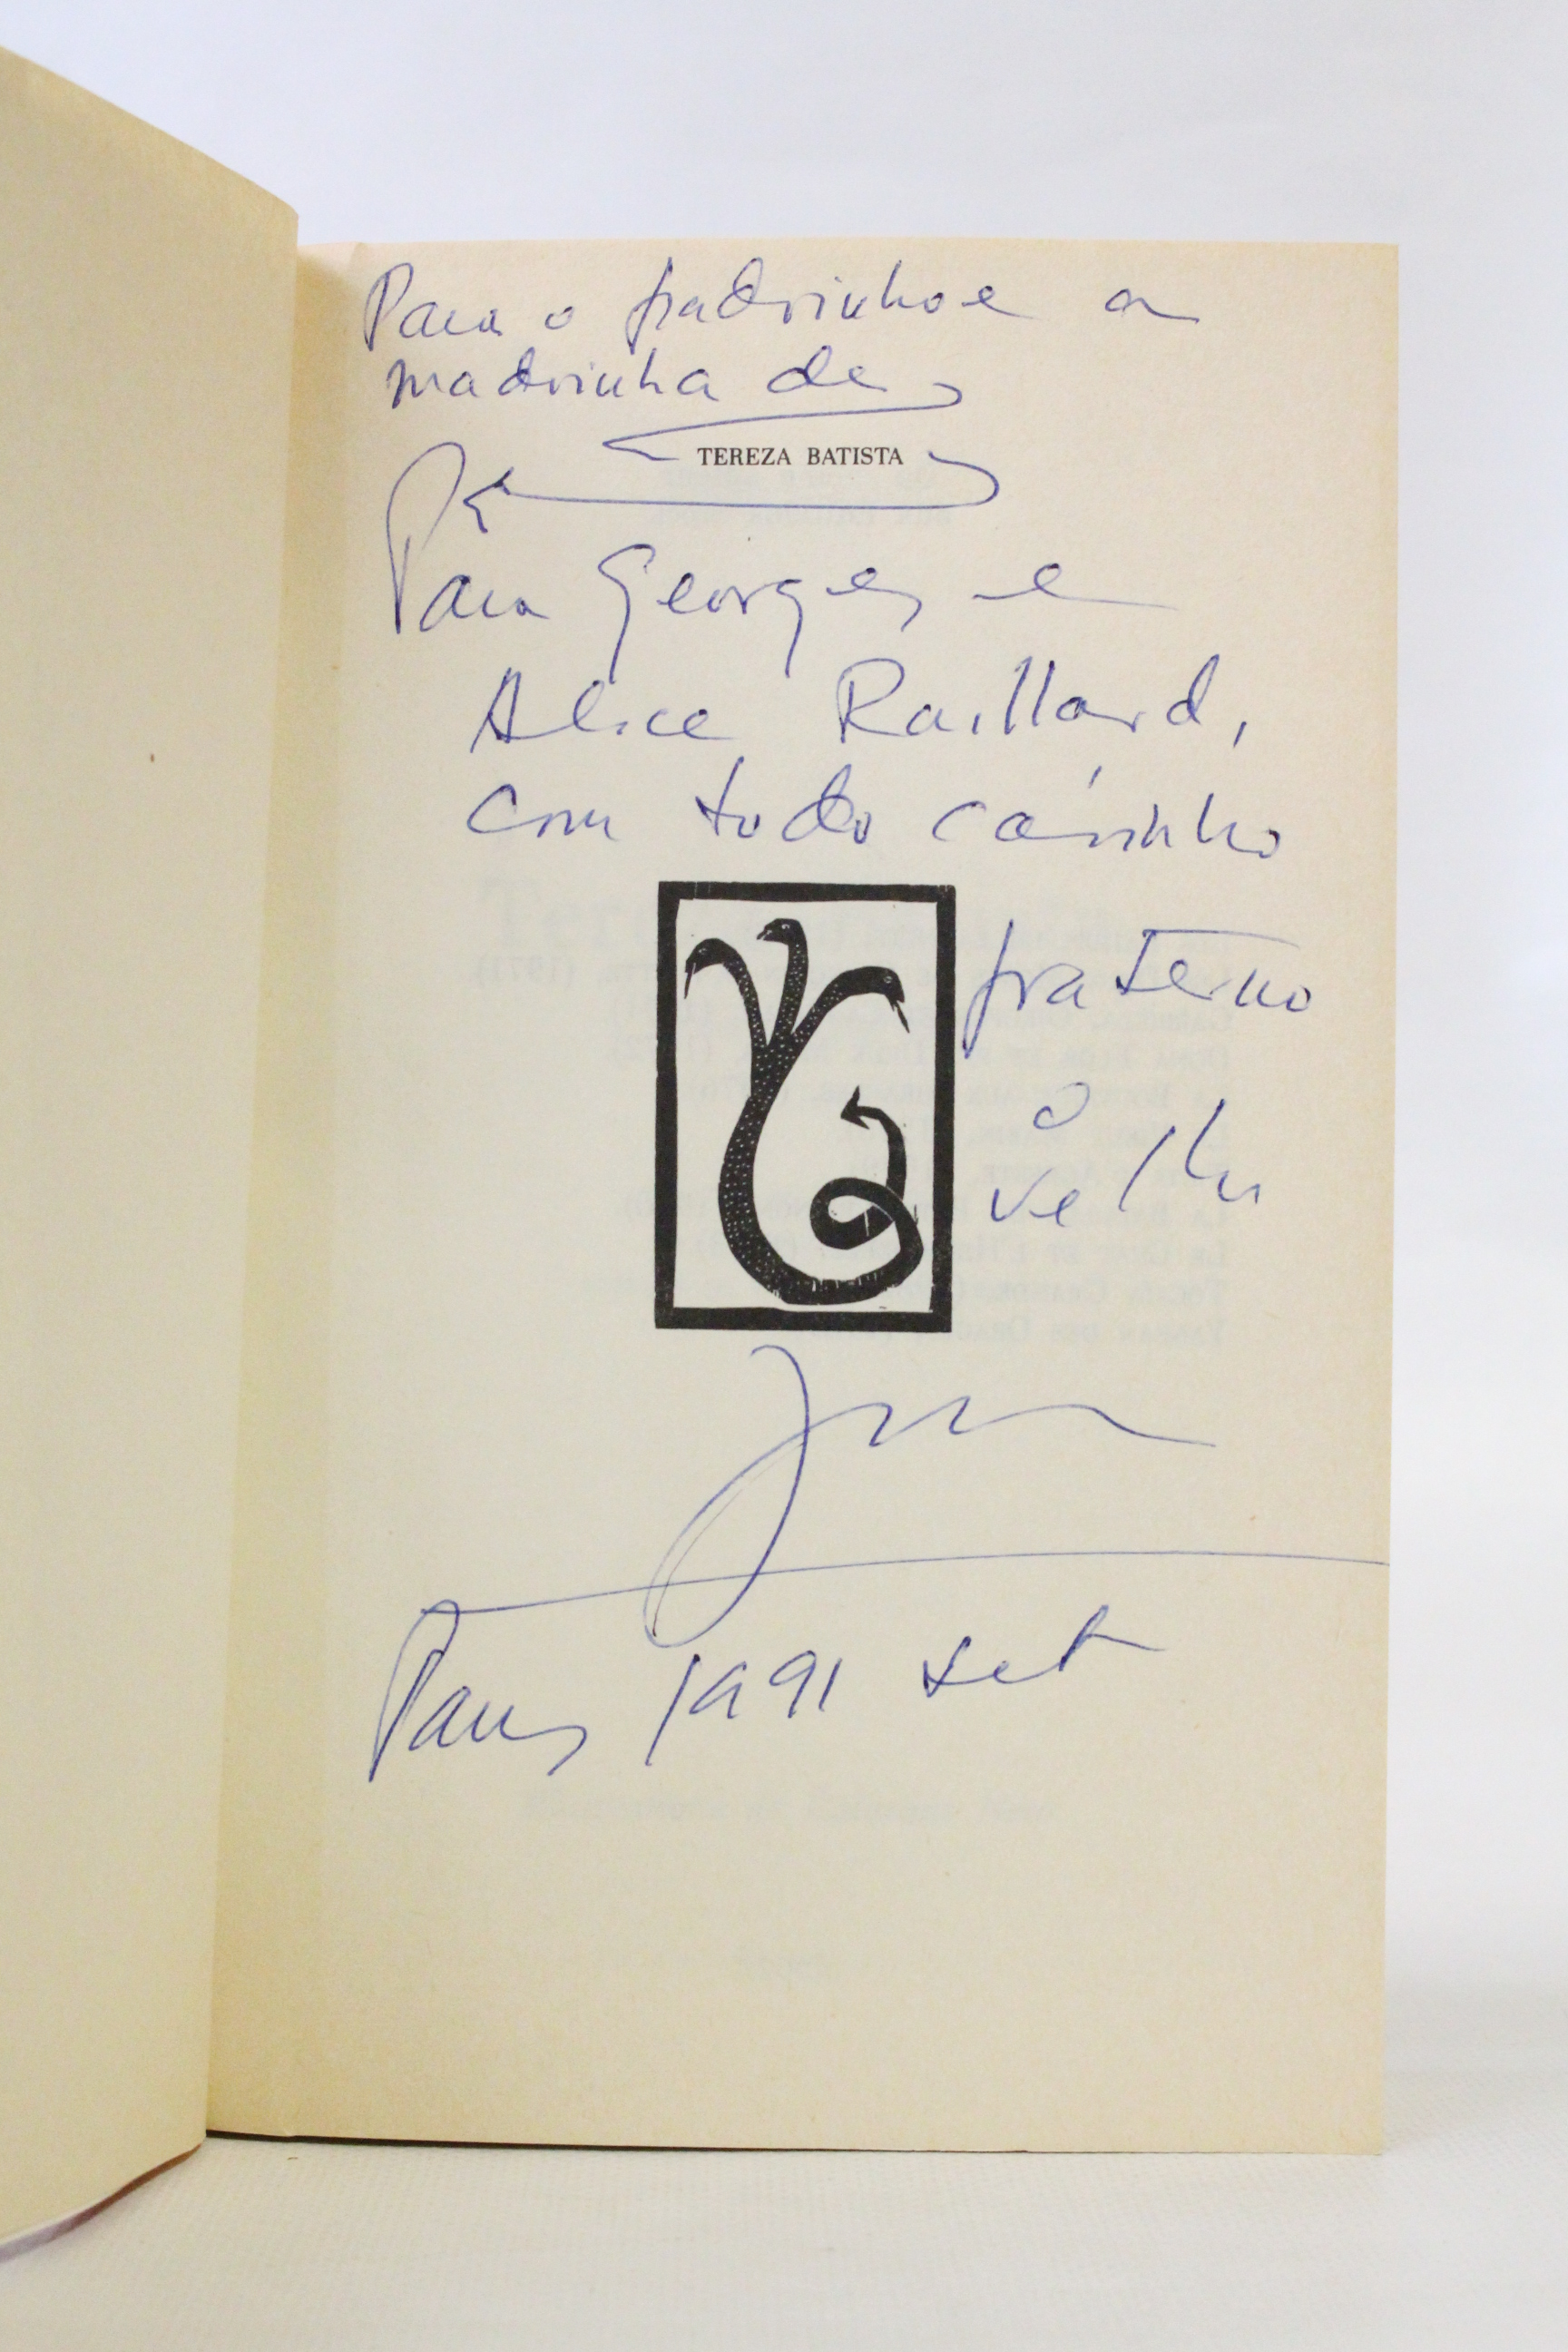 Para o padrinho e a
madrinha de
TEREZA BATISTA
Para Georges e
Alice Raillard,
com todo carinho
fraterno
o
velho
Paris, 1991 set